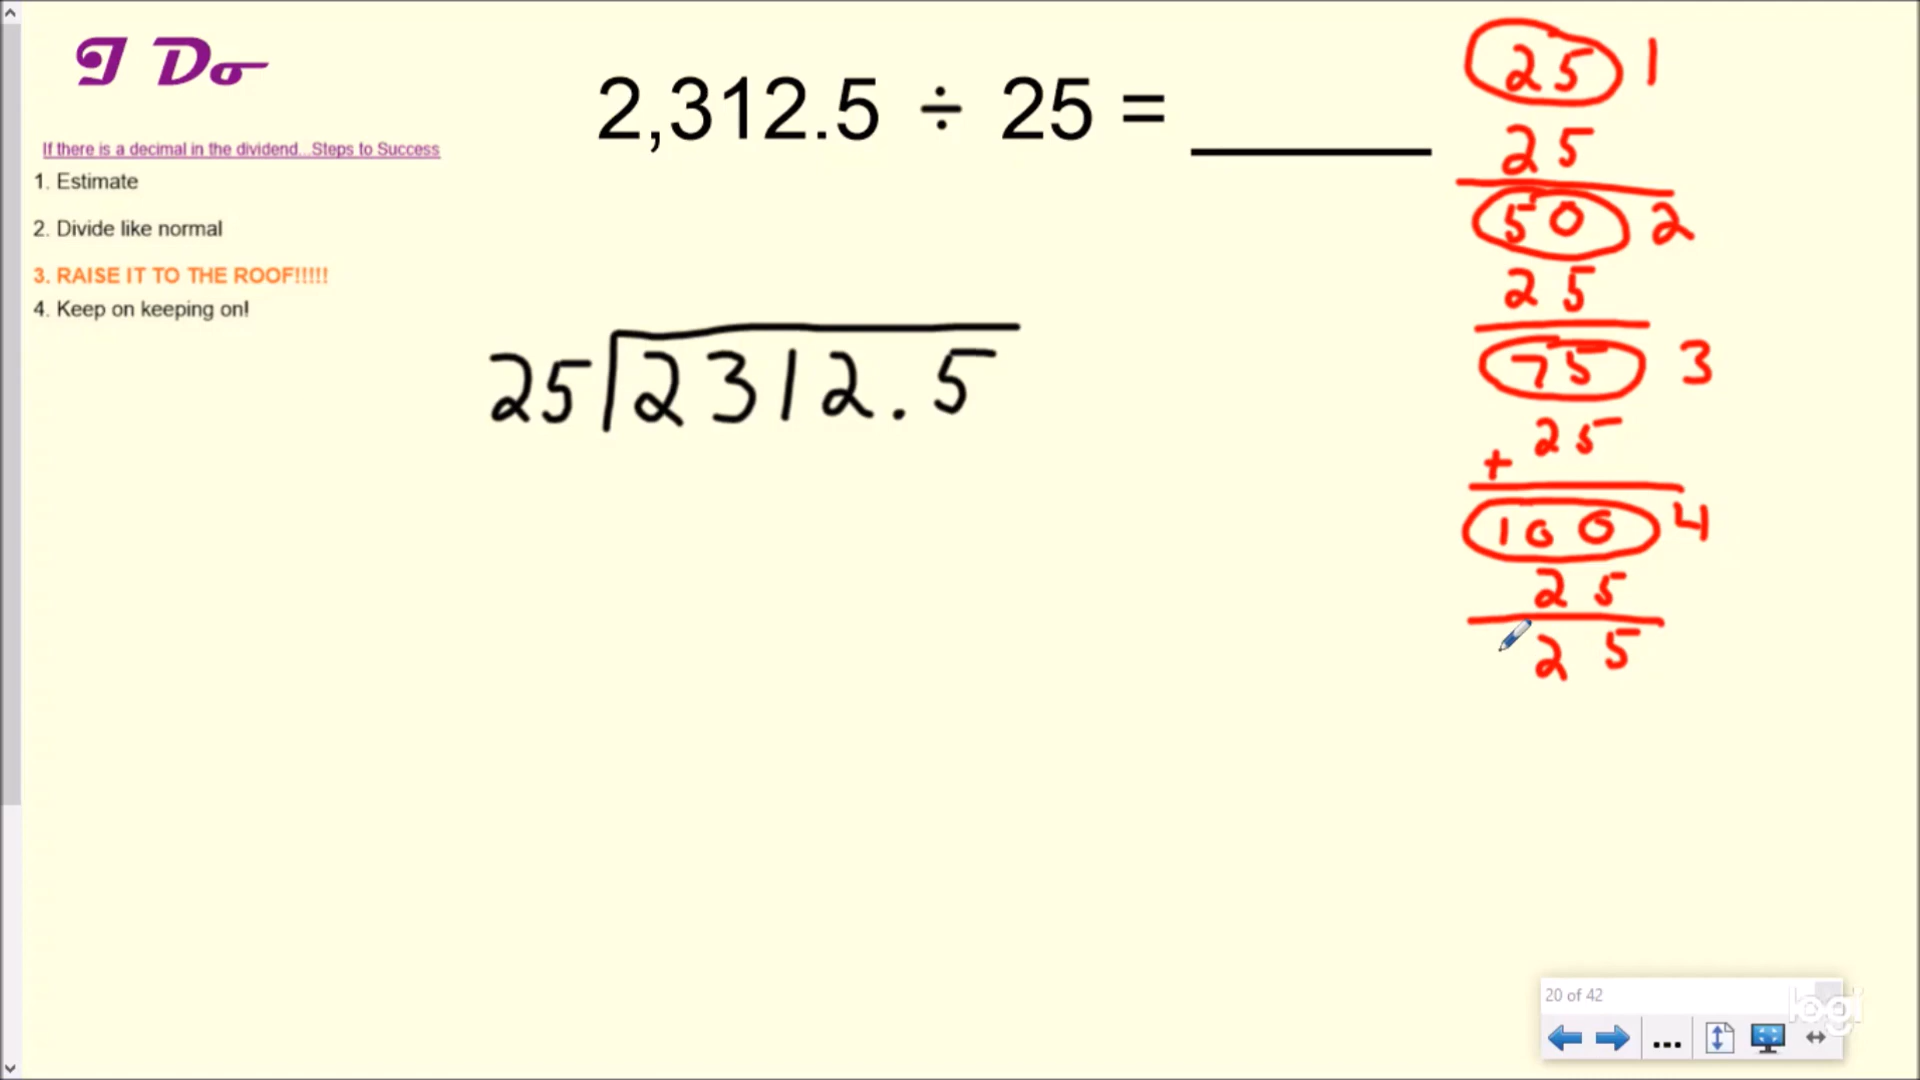 I Do
2,312.5 ÷ 25 = ______
If there is a decimal in the dividend...Steps to Success
1. Estimate
2. Divide like normal
3. RAISE IT TO THE ROOF!!!!!
4. Keep on keeping on!
25 2312.5
25 1
25
50 2
25
75 3
+ 25
100 4
25
25
20 of 42
...
logi